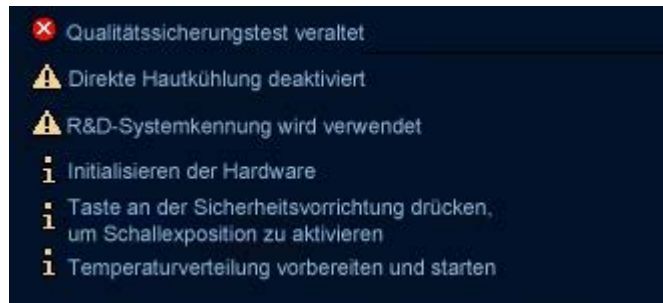 Qualitätssicherungstest veraltet
Direkte Hautkühlung deaktiviert
R&D-Systemkennung wird verwendet
Initialisieren der Hardware
Taste an der Sicherheitsvorrichtung drücken,
um Schallexposition zu aktivieren
Temperaturverteilung vorbereiten und starten